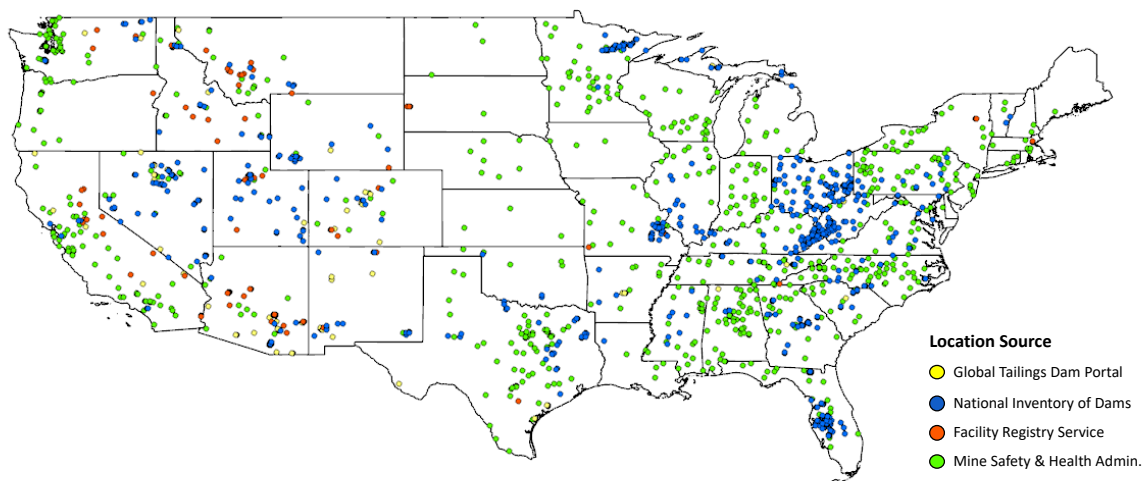 Location Source
Global Tailings Dam Portal
National Inventory of Dams
Facility Registry Service
Mine Safety & Health Admin.